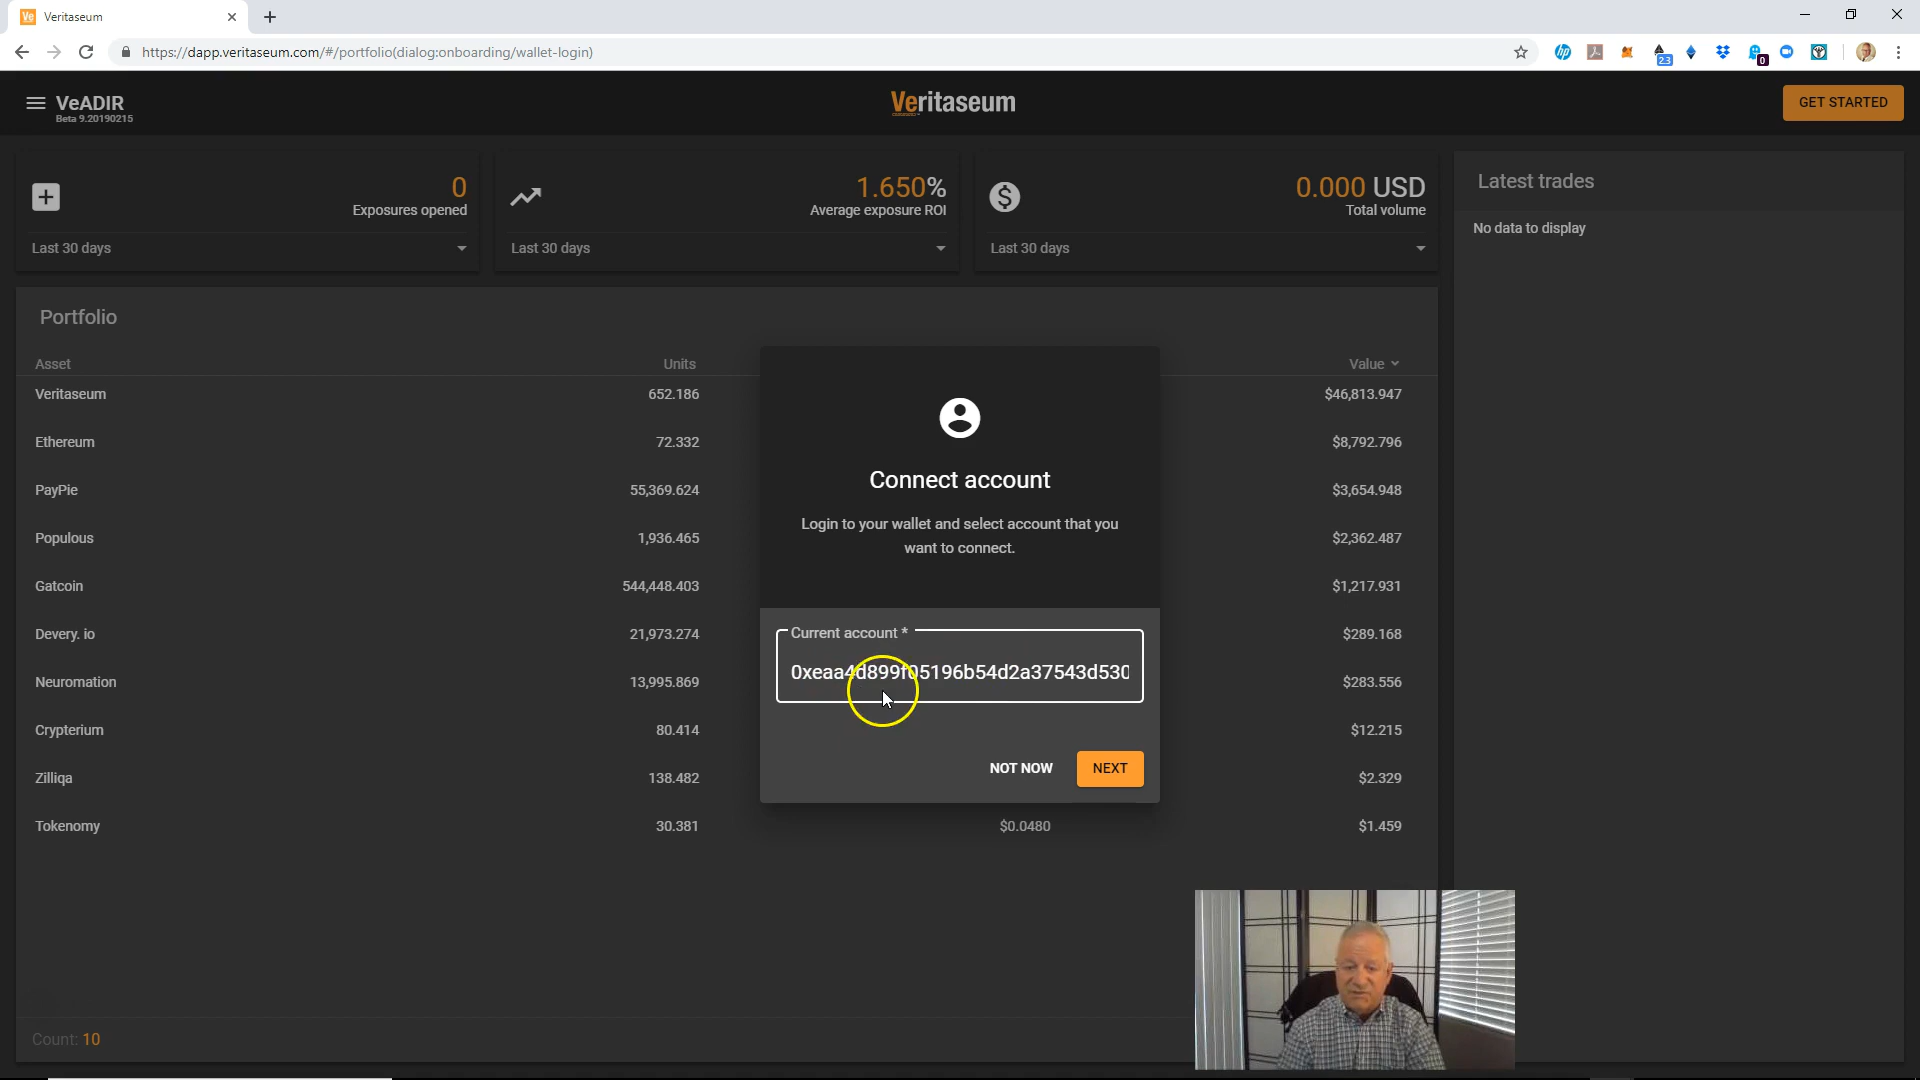 Veritaseum
https://dapp.veritaseum.com/#/portfolio(dialog:onboarding/wallet-login)
2.3
0
VeADIR
Beta 9.20190215
Veritaseum
GET STARTED
0
Exposures opened
Last 30 days
1.650%
Average exposure ROI
Last 30 days
0.000 USD
Total volume
Last 30 days
Latest trades
No data to display
Portfolio
Asset Units Value
Veritaseum 652.186 $46,813.947
Ethereum 72.332 $8,792.796
PayPie 55,369.624 $3,654.948
Populous 1,936.465 $2,362.487
Gatcoin 544,448.403 $1,217.931
Devery. io 21,973.274 $289.168
Neuromation 13,995.869 $283.556
Crypterium 80.414 $12.215
Zilliqa 138.482 $2.329
Tokenomy 30.381 $0.0480 $1.459
Count: 10
Connect account
Login to your wallet and select account that you
want to connect.
Current account *
0xeaa4d899f05196b54d2a37543d530
NOT NOW
NEXT